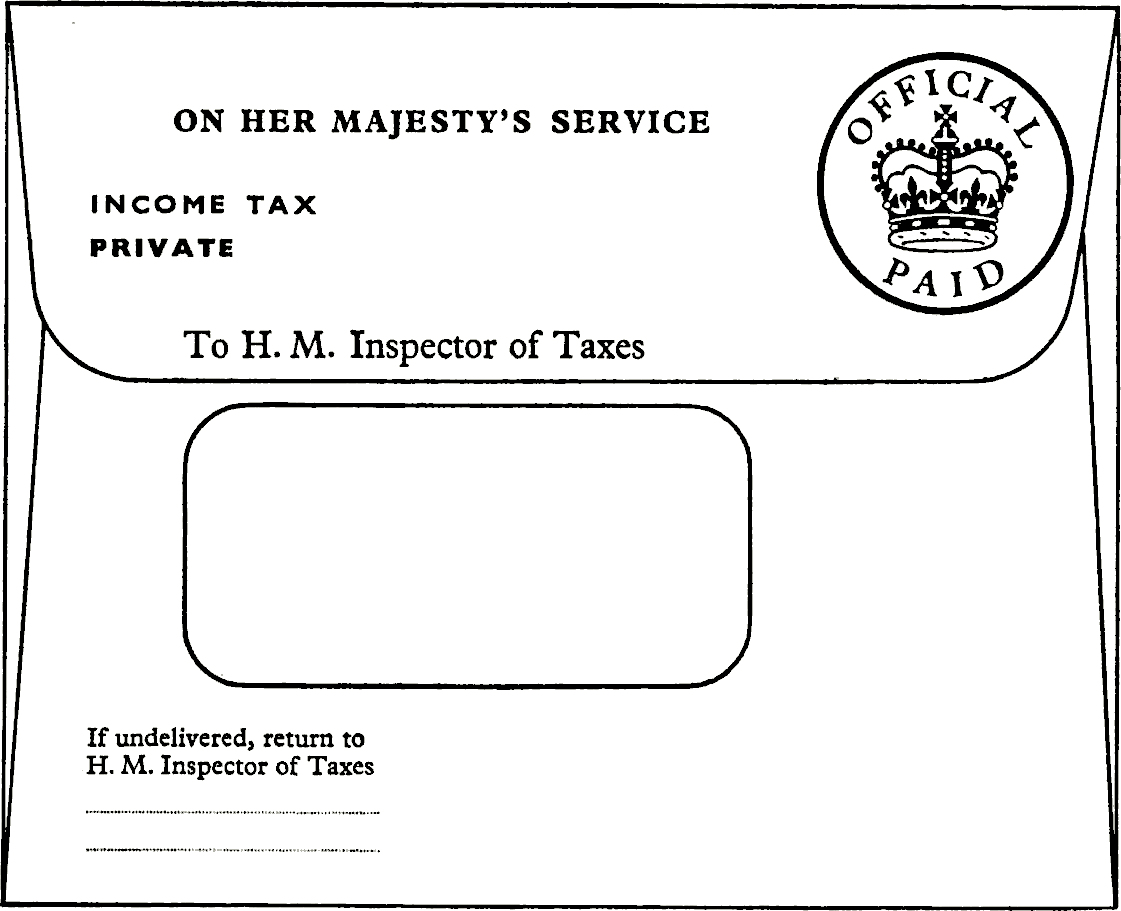 ON HER MAJESTY'S SERVICE
OFFICIAL
PAID
INCOME TAX
PRIVATE
To H. M. Inspector of Taxes
If undelivered, return to
H. M. Inspector of Taxes